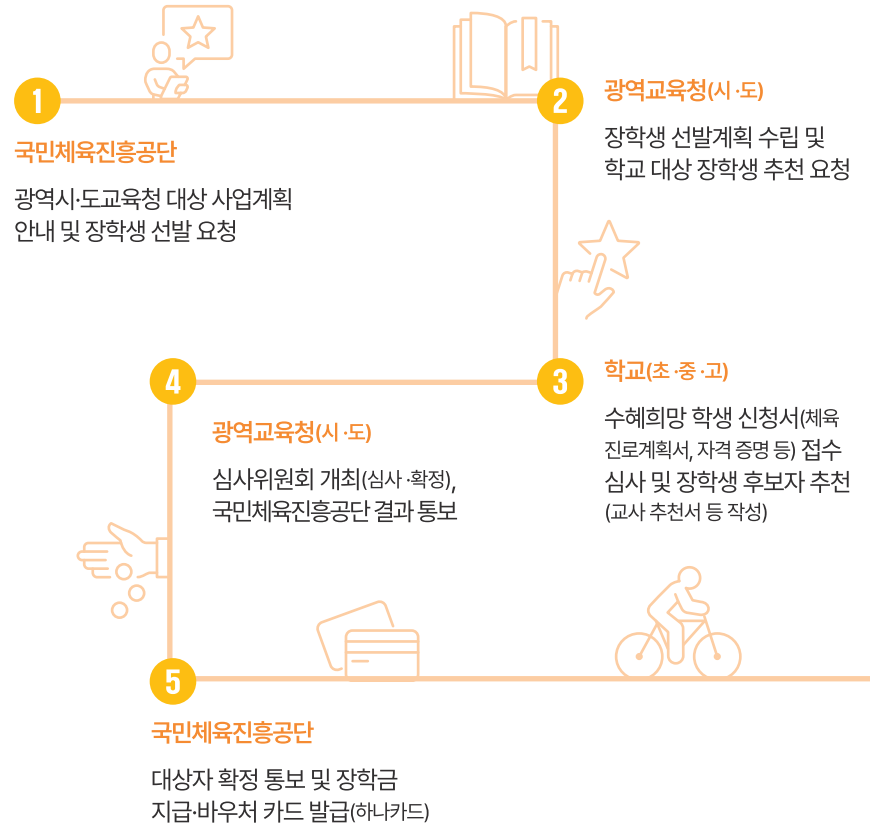 1
국민체육진흥공단
광역시·도교육청 대상 사업계획
안내 및 장학생 선발 요청
2
광역교육청(시·도)
장학생 선발계획 수립 및
학교 대상 장학생 추천 요청
3
학교(초·중·고)
수혜희망 학생 신청서(체육
진로계획서, 자격 증명 등) 접수
심사 및 장학생 후보자 추천
(교사 추천서 등 작성)
4
광역교육청(시·도)
심사위원회 개최(심사·확정),
국민체육진흥공단 결과 통보
5
국민체육진흥공단
대상자 확정 통보 및 장학금
지급·바우처 카드 발급(하나카드)